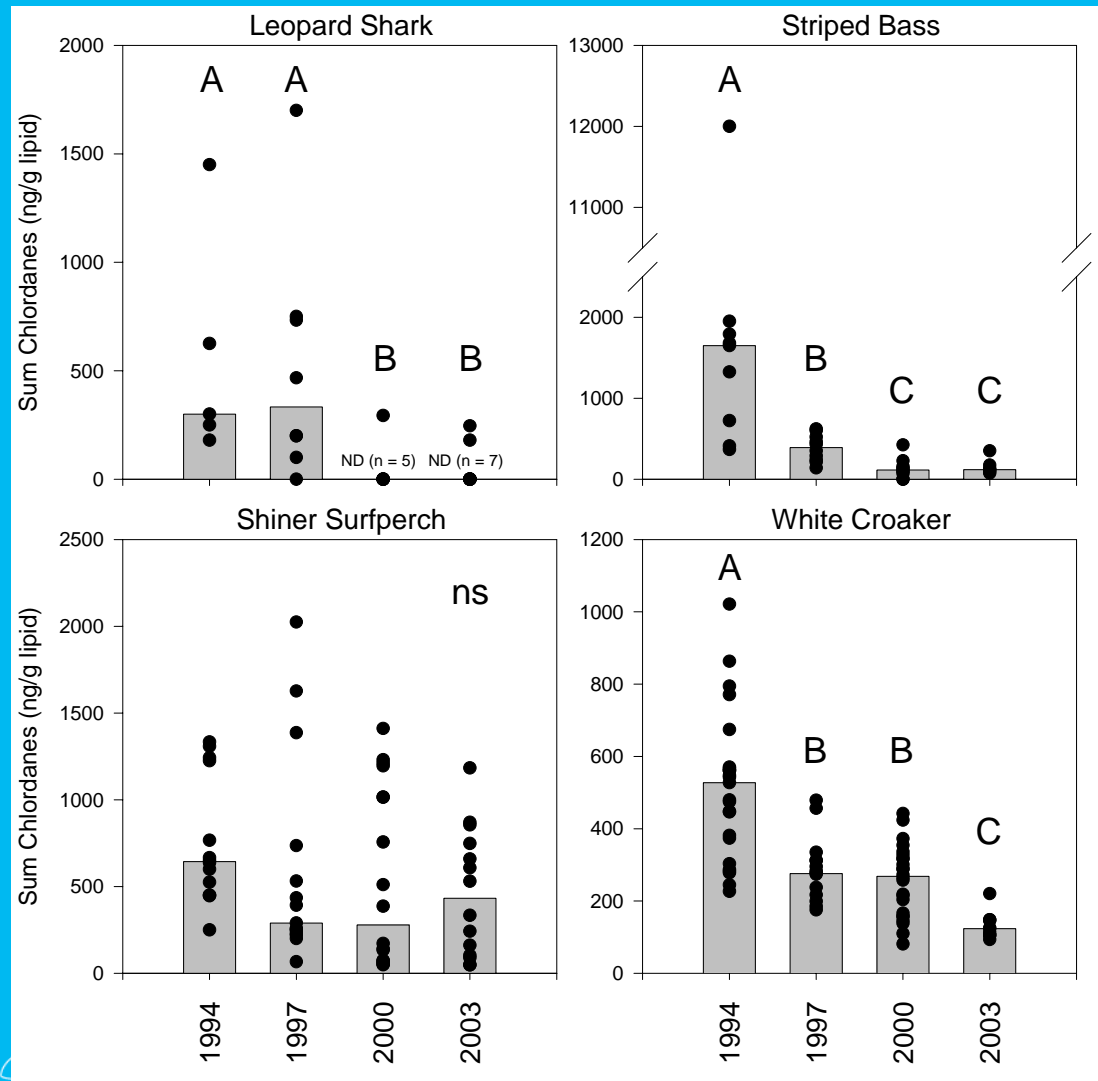 Leopard Shark
Sum Chlordanes (ng/g lipid)
2000
1500
1000
500
0
A
A
B
B
ND (n = 5)
ND (n = 7)
Striped Bass
13000
12000
11000
2000
1000
0
A
B
C
C
Shiner Surfperch
Sum Chlordanes (ng/g lipid)
2500
2000
1500
1000
500
0
ns
1994
1997
2000
2003
White Croaker
1200
1000
800
600
400
200
0
A
B
B
C
1994
1997
2000
2003